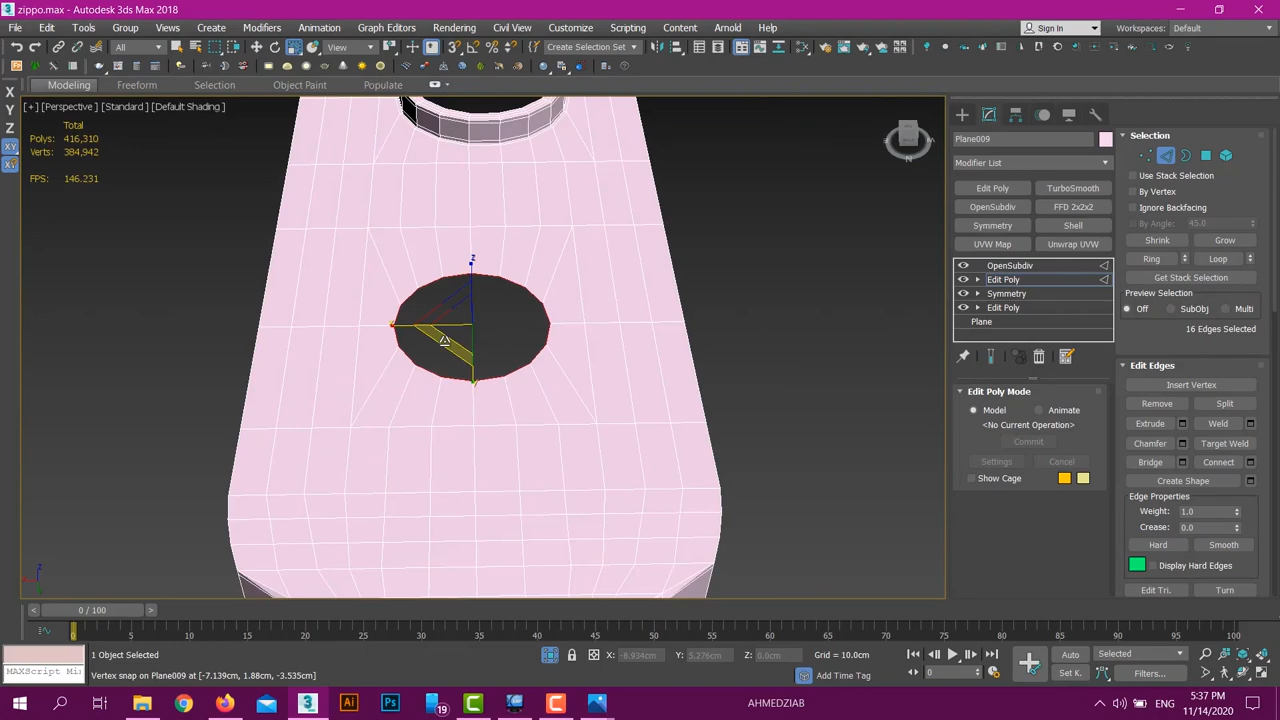 zippo.max - Autodesk 3ds Max 2018
File Edit Tools Group Views Create Modifiers Animation Graph Editors Rendering Civil View Customize Scripting Content Arnold Help
Sign In Workspaces: Default
All View Create Selection Set
Modeling Freeform Selection Object Paint Populate
X
Y
Z
XY
[+] [Perspective ] [Standard ] [Default Shading ]
Total
Polys: 416,310
Verts: 384,942
FPS: 146.231
z
N
Plane009
Modifier List
Edit Poly TurboSmooth
OpenSubdiv FFD 2x2x2
Symmetry Shell
UVW Map Unwrap UVW
OpenSubdiv
Edit Poly
Symmetry
Edit Poly
Plane
Edit Poly Mode
Model Animate
<No Current Operation>
Commit
Settings Cancel
Show Cage
Selection
Use Stack Selection
By Vertex
Ignore Backfacing
By Angle: 45.0
Shrink Grow
Ring Loop
Get Stack Selection
Preview Selection
Off SubObj Multi
16 Edges Selected
Edit Edges
Insert Vertex
Remove Split
Extrude Weld
Chamfer Target Weld
Bridge Connect
Create Shape
Edge Properties
Weight: 1.0
Crease: 0.0
Hard Smooth
Display Hard Edges
Edit Tri. Turn
0 / 100
0 5 10 15 20 25 30 35 40 45 50 55 60 65 70 75 80 85 90 95 100
1 Object Selected
X: -8.934cm Y: 5.276cm Z: 0.0cm Grid = 10.0cm
Auto Selected
MAXScript Mi
Vertex snap on Plane009 at [-7.139cm, 1.88cm, -3.535cm]
Add Time Tag
0
Set K. Filters...
19
AHMEDZIAB
ENG
5:37 PM
11/14/2020